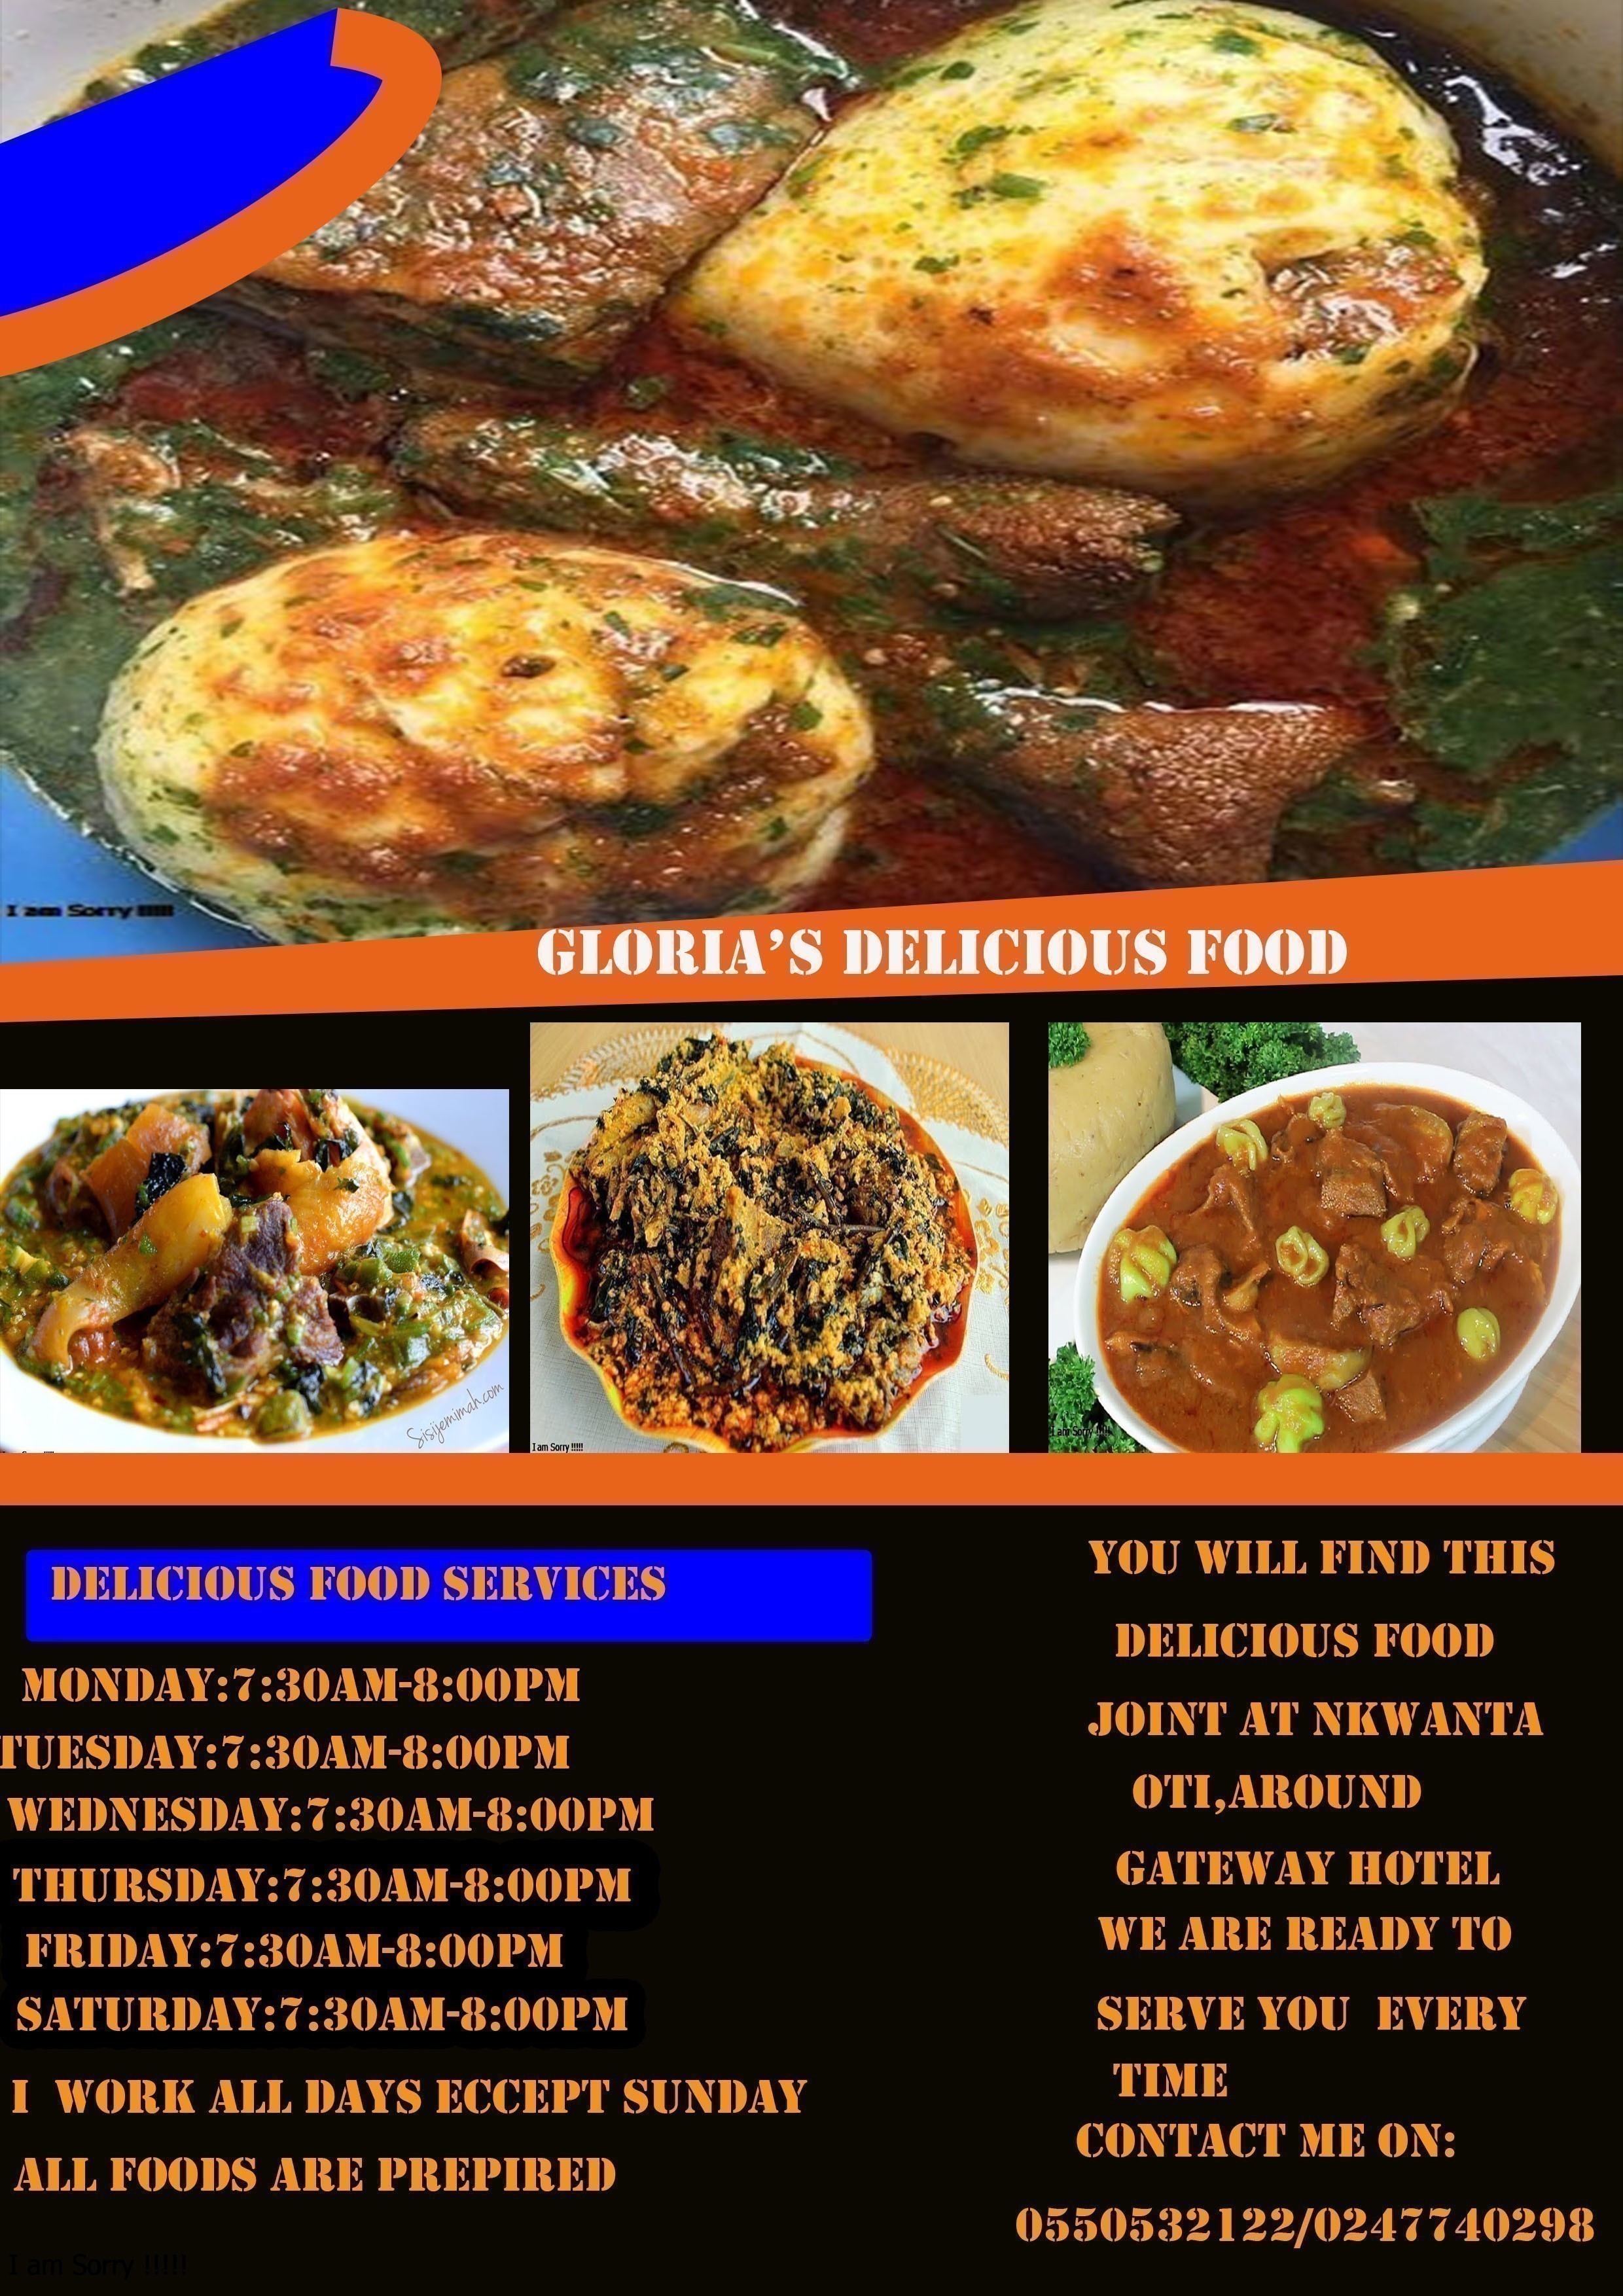 I am Sorry !!!!!
GLORIA'S DELICIOUS FOOD
Sisijemimah.com
I am Sorry !!!!!
I am Sorry !!!!!
DELICIOUS FOOD SERVICES
MONDAY:7:30AM-8:00PM
TUESDAY:7:30AM-8:00PM
WEDNESDAY:7:30AM-8:00PM
THURSDAY:7:30AM-8:00PM
FRIDAY:7:30AM-8:00PM
SATURDAY:7:30AM-8:00PM
I WORK ALL DAYS ECCEPT SUNDAY
ALL FOODS ARE PREPIRED
I am Sorry !!!!!
YOU WILL FIND THIS
DELICIOUS FOOD
JOINT AT NKWANTA
OTI,AROUND
GATEWAY HOTEL
WE ARE READY TO
SERVE YOU EVERY
TIME
CONTACT ME ON:
0550532122/0247740298